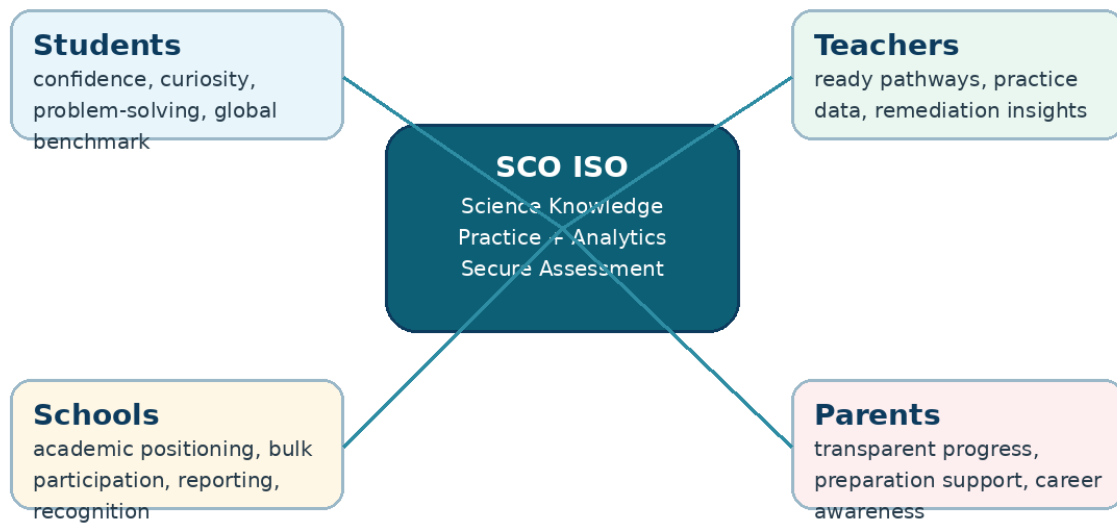 Students
confidence, curiosity,
problem-solving, global
benchmark
Teachers
ready pathways, practice
data, remediation insights
SCO ISO
Science Knowledge
Practice + Analytics
Secure Assessment
Schools
academic positioning, bulk
participation, reporting,
recognition
Parents
transparent progress,
preparation support, career
awareness